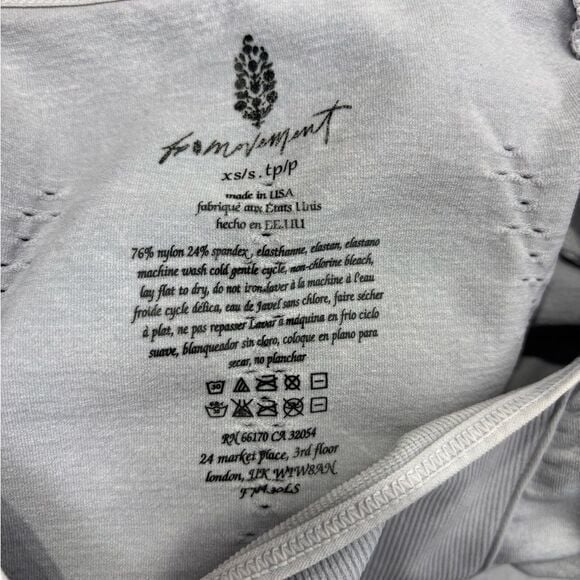 movement
xs/s . tp/p
made in USA
fabriqué aux États Unis
hecho en EE.UU
76% nylon 24% spandex, elasthanne, elastan, elastano
machine wash cold gentle cycle, non-chlorine bleach,
lay flat to dry, do not iron.laver à la machine à l'eau
froide cycle délica, eau de Javel sans chlore, faire sécher
à plat, ne pas repasser Lavar a máquina en frío ciclo
suave, blanqueador sin cloro, coloque en plano para
secar, no planchar
30
RN 66170 CA 32054
24 market place, 3rd floor
london, UK W1W8AN